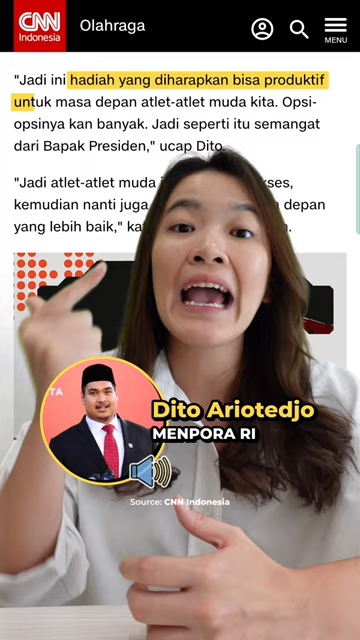 CNN
Indonesia
Olahraga
MENU
"Jadi ini hadiah yang diharapkan bisa produktif
untuk masa depan atlet-atlet muda kita. Opsi-
opsinya kan banyak. Jadi seperti itu semangat
dari Bapak Presiden," ucap Dito
"Jadi atlet-atlet muda
kemudian nanti juga depan
yang lebih baik,"
TA
Dito Ariotedjo
MENPORA RI
Source: CNN Indonesia